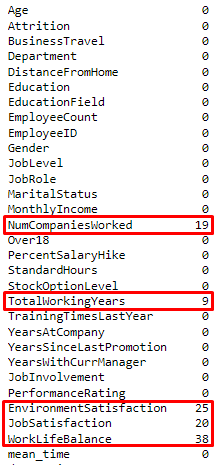 Age 0
Attrition 0
BusinessTravel 0
Department 0
DistanceFromHome 0
Education 0
EducationField 0
EmployeeCount 0
EmployeeID 0
Gender 0
JobLevel 0
JobRole 0
MaritalStatus 0
MonthlyIncome 0
NumCompaniesWorked 19
Over18 0
PercentSalaryHike 0
StandardHours 0
StockOptionLevel 0
TotalWorkingYears 9
TrainingTimesLastYear 0
YearsAtCompany 0
YearsSinceLastPromotion 0
YearsWithCurrManager 0
JobInvolvement 0
PerformanceRating 0
EnvironmentSatisfaction 25
JobSatisfaction 20
WorkLifeBalance 38
mean_time 0